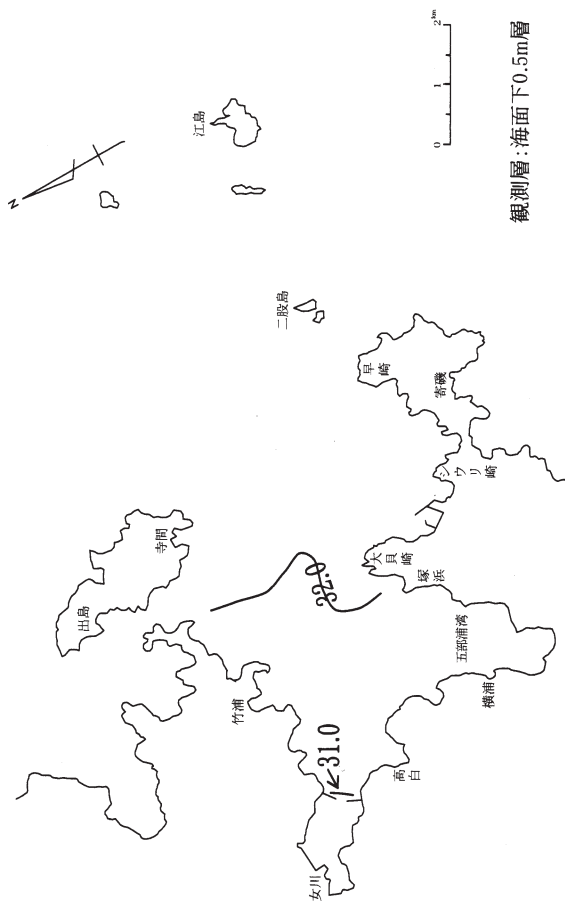 N
江島
二股島
早崎
寄磯
シウリ崎
寺間
出島
大貝崎
塚浜
五部浦湾
横浦
竹浦
高白
女川
32.0
31.0
0 1 2km
観測層:海面下0.5m層